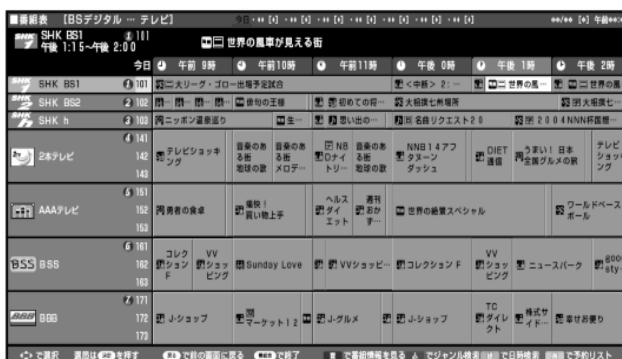 ■番組表 [BSデジタル … テレビ]
SHK BS1 101
午後 1:15〜午後 2:00
世界の風車が見える街
今日 午前 9時 午前10時 午前11時 午後 0時 午後 1時 午後 2時
SHK BS1 101 大リーグ・ゴロー出場予定試合 <中断> 2:… 世界の風… 世界の風
SHK BS2 102 俳句の王様 初めての将… 大相撲七州場所 大相撲七…
SHK h 103 ニッポン温泉巡り 生… 思い出の… 名曲リクエスト20 2004NNN杯囲碁…
141
2本テレビ 142
143
テレビショッキング
音楽のある街 地球の歌
音楽のある街 メロデ…
NBDナイトリ…
音楽のある街 地球の歌
NNB14アフタヌーンダッシュ
DIET通信
うまい！日本全国グルメの旅
テレビショッピング
151
AAAテレビ 152
153
勇者の食卓
痛快！買い物上手
ヘルスダイエット
週刊おかず…
世界の絶景スペシャル
ワールドベースボール
161
BSS BSS 162
163
コレクションF
VVショッピング
Sunday Love
VVショッピ…
コレクションF
VVショッピング
ニュースパーク
good sty…
171
BBB BBB 172
173
J-ショップ
マーケット12
J-グルメ
J-ショップ
TCダイレクト
株式サイド…
幸せお便り
で選択 週間は を押す で前の画面に戻る で終了 で番組情報を見る でジャンル検索 で日時検索 で予約リスト